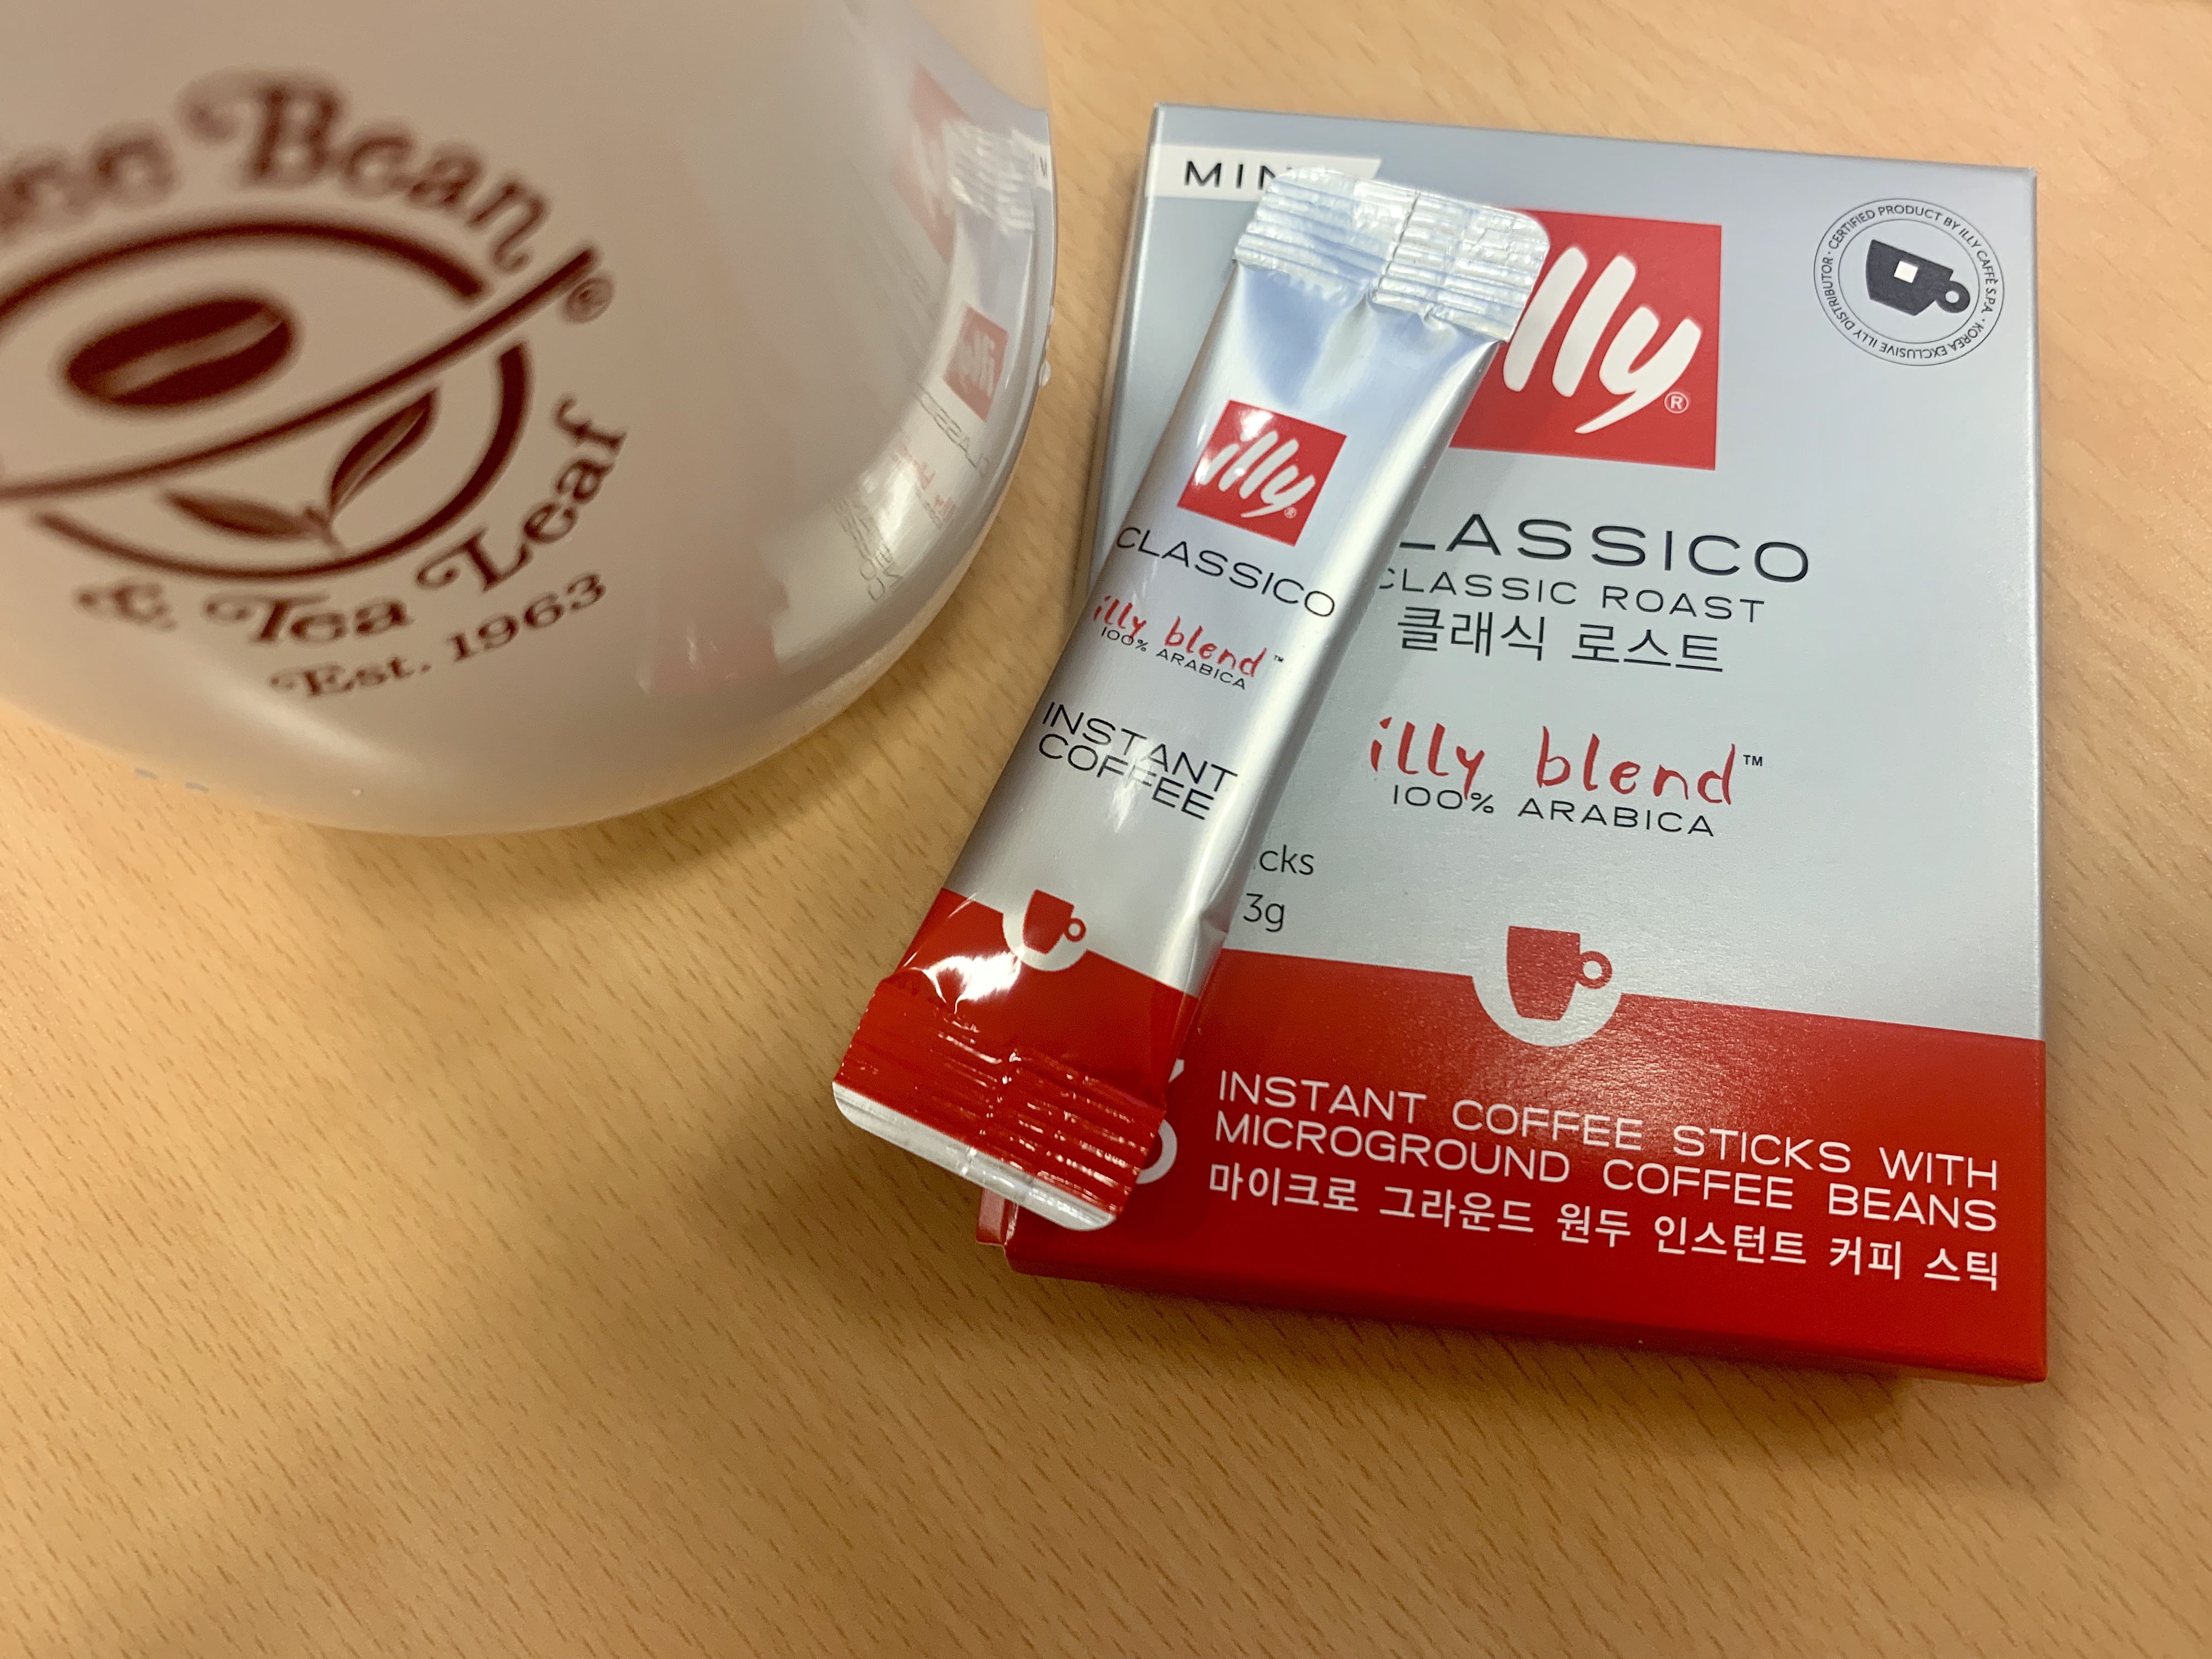 Bean®
& Tea Leaf
Est. 1963
illy®
CLASSICO
illy blend™
100% ARABICA
INSTANT
COFFEE
MIN
CERTIFIED PRODUCT BY ILLY CAFFÈ S.P.A. · KOREA EXCLUSIVE ILLY DISTRIBUTOR ·
illy®
LASSICO
CLASSIC ROAST
클래식 로스트
illy blend™
100% ARABICA
cks
3g
INSTANT COFFEE STICKS WITH
MICROGROUND COFFEE BEANS
마이크로 그라운드 원두 인스턴트 커피 스틱